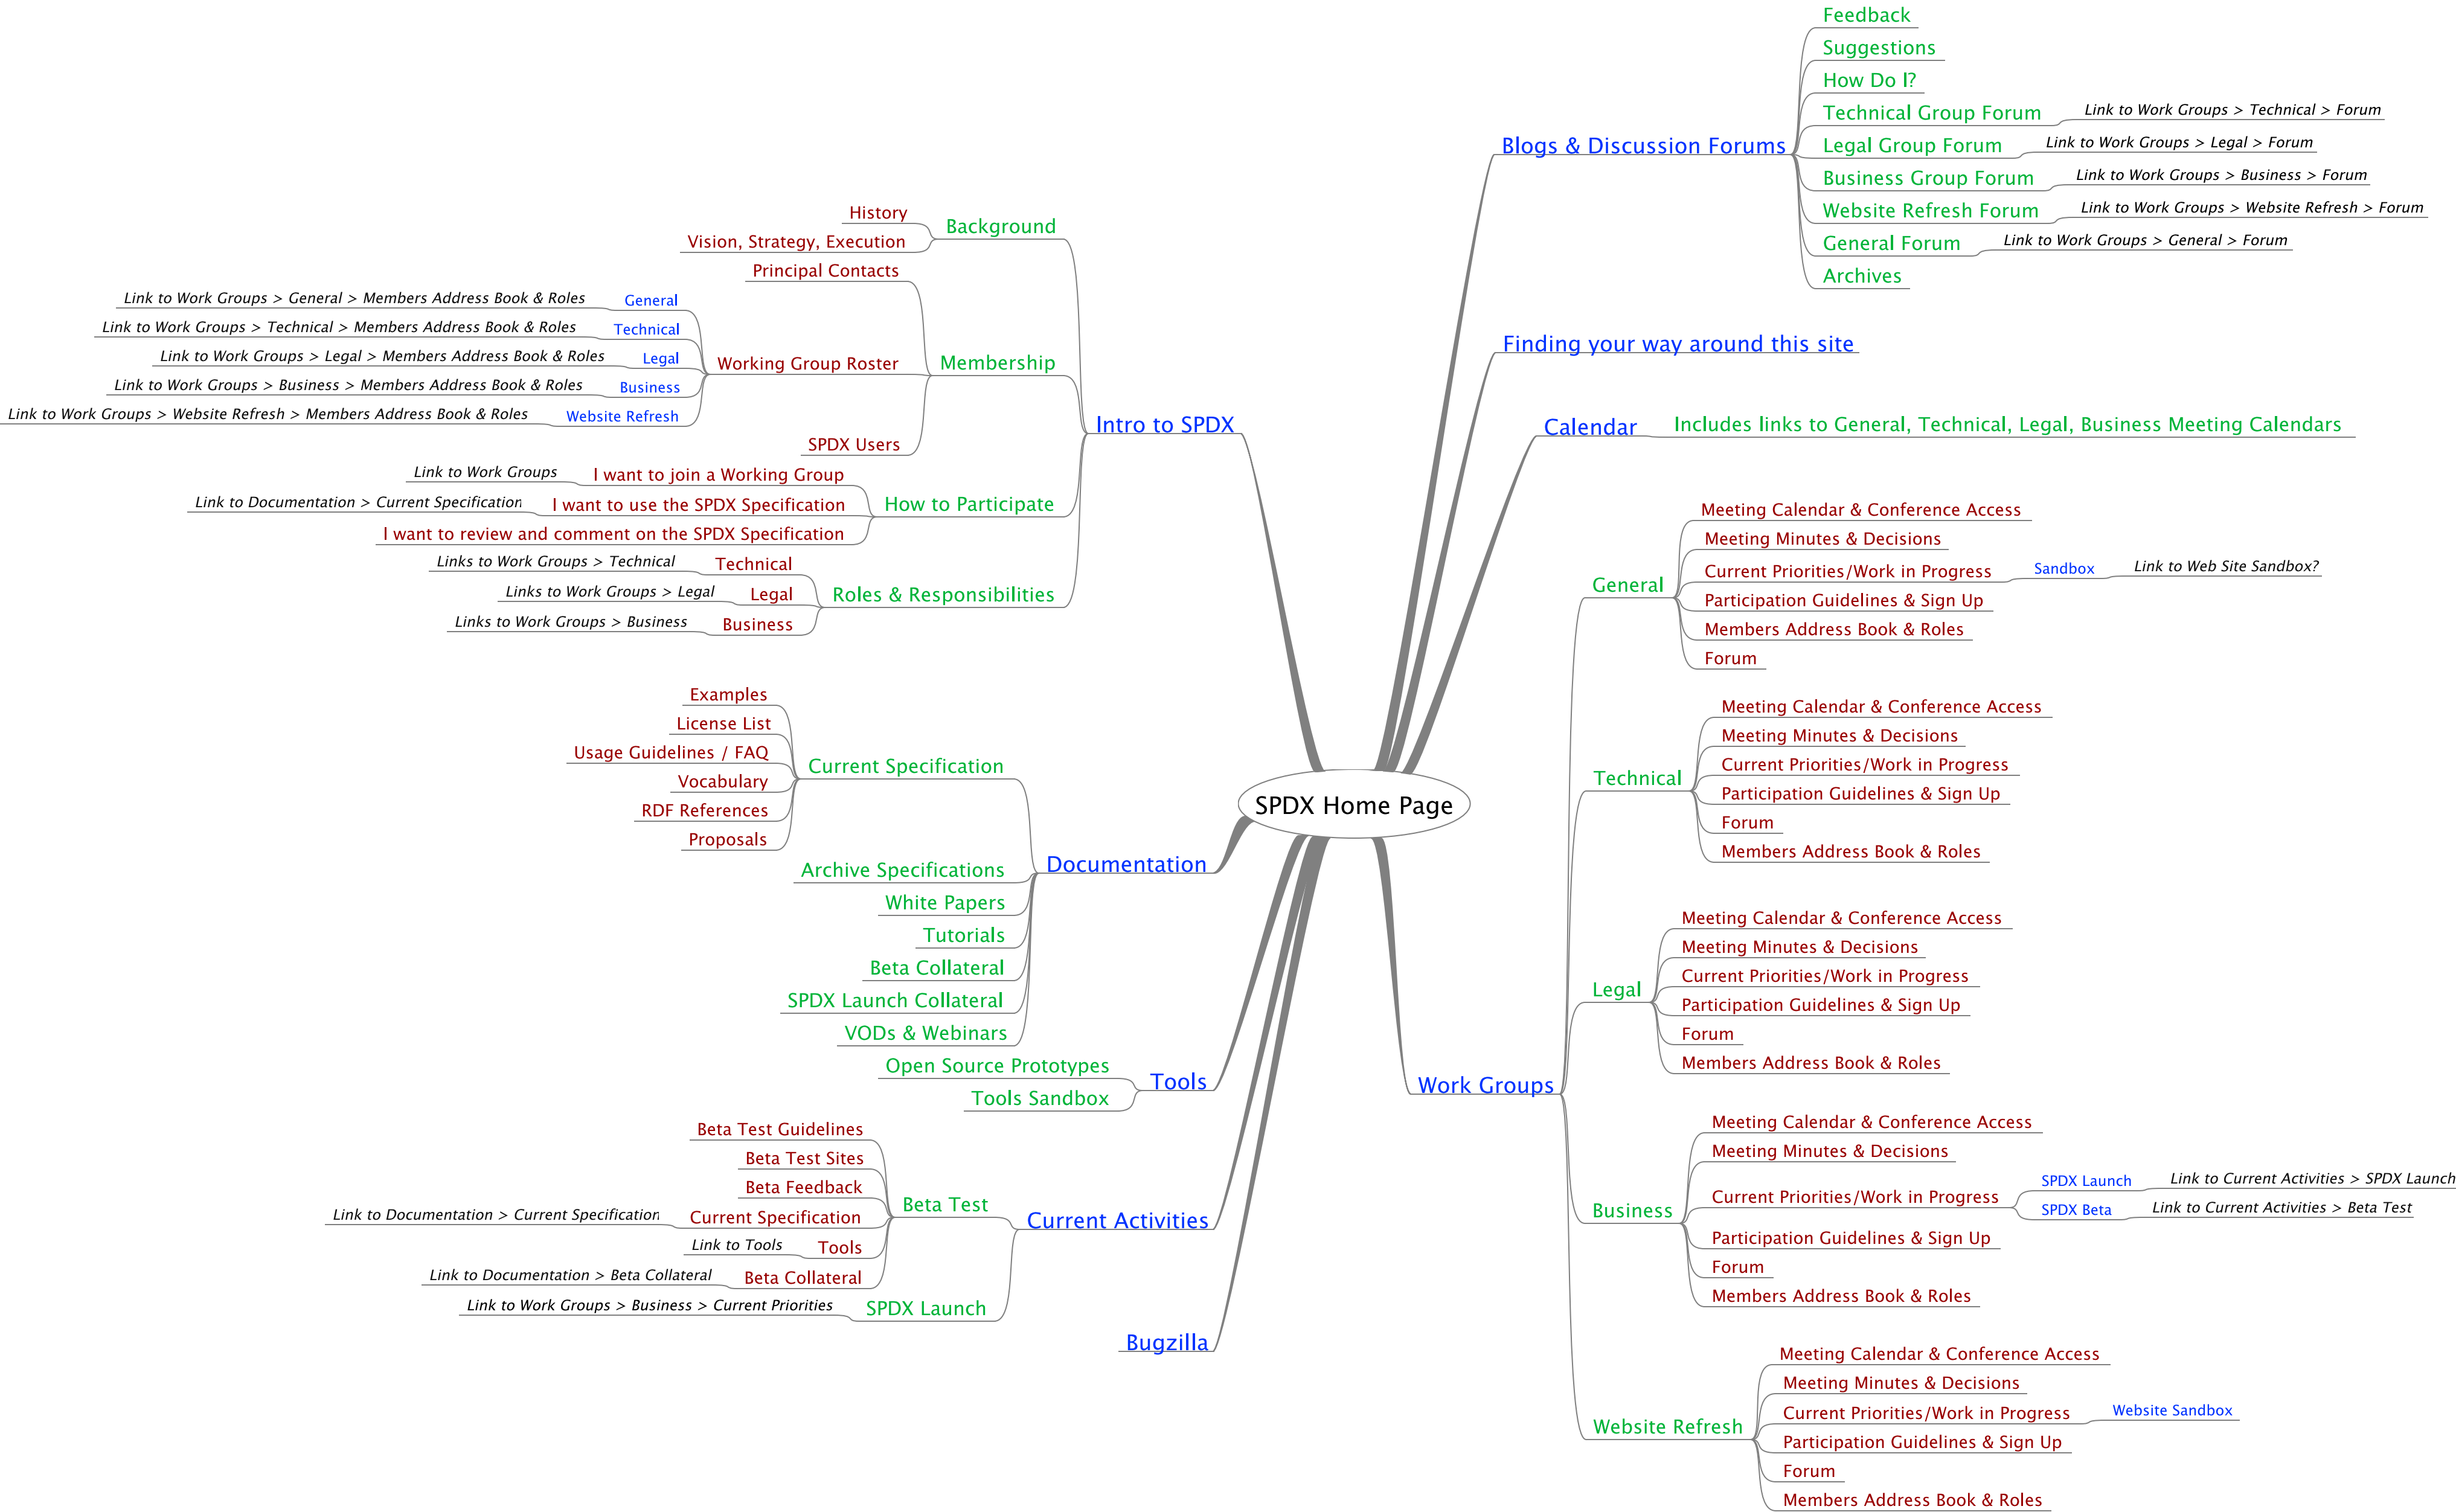 SPDX Home Page
Blogs & Discussion Forums
Feedback
Suggestions
How Do I?
Technical Group Forum
Link to Work Groups > Technical > Forum
Legal Group Forum
Link to Work Groups > Legal > Forum
Business Group Forum
Link to Work Groups > Business > Forum
Website Refresh Forum
Link to Work Groups > Website Refresh > Forum
General Forum
Link to Work Groups > General > Forum
Archives
Finding your way around this site
Calendar
Includes links to General, Technical, Legal, Business Meeting Calendars
Work Groups
General
Meeting Calendar & Conference Access
Meeting Minutes & Decisions
Current Priorities/Work in Progress
Sandbox
Link to Web Site Sandbox?
Participation Guidelines & Sign Up
Members Address Book & Roles
Forum
Technical
Meeting Calendar & Conference Access
Meeting Minutes & Decisions
Current Priorities/Work in Progress
Participation Guidelines & Sign Up
Forum
Members Address Book & Roles
Legal
Meeting Calendar & Conference Access
Meeting Minutes & Decisions
Current Priorities/Work in Progress
Participation Guidelines & Sign Up
Forum
Members Address Book & Roles
Business
Meeting Calendar & Conference Access
Meeting Minutes & Decisions
Current Priorities/Work in Progress
SPDX Launch
Link to Current Activities > SPDX Launch
SPDX Beta
Link to Current Activities > Beta Test
Participation Guidelines & Sign Up
Forum
Members Address Book & Roles
Website Refresh
Meeting Calendar & Conference Access
Meeting Minutes & Decisions
Current Priorities/Work in Progress
Website Sandbox
Participation Guidelines & Sign Up
Forum
Members Address Book & Roles
Intro to SPDX
Background
History
Vision, Strategy, Execution
Membership
Principal Contacts
Working Group Roster
General
Link to Work Groups > General > Members Address Book & Roles
Technical
Link to Work Groups > Technical > Members Address Book & Roles
Legal
Link to Work Groups > Legal > Members Address Book & Roles
Business
Link to Work Groups > Business > Members Address Book & Roles
Website Refresh
Link to Work Groups > Website Refresh > Members Address Book & Roles
SPDX Users
How to Participate
I want to join a Working Group
Link to Work Groups
I want to use the SPDX Specification
Link to Documentation > Current Specification
I want to review and comment on the SPDX Specification
Roles & Responsibilities
Technical
Links to Work Groups > Technical
Legal
Links to Work Groups > Legal
Business
Links to Work Groups > Business
Documentation
Current Specification
Examples
License List
Usage Guidelines / FAQ
Vocabulary
RDF References
Proposals
Archive Specifications
White Papers
Tutorials
Beta Collateral
SPDX Launch Collateral
VODs & Webinars
Tools
Open Source Prototypes
Tools Sandbox
Current Activities
Beta Test
Beta Test Guidelines
Beta Test Sites
Beta Feedback
Current Specification
Link to Documentation > Current Specification
Tools
Link to Tools
Beta Collateral
Link to Documentation > Beta Collateral
SPDX Launch
Link to Work Groups > Business > Current Priorities
Bugzilla